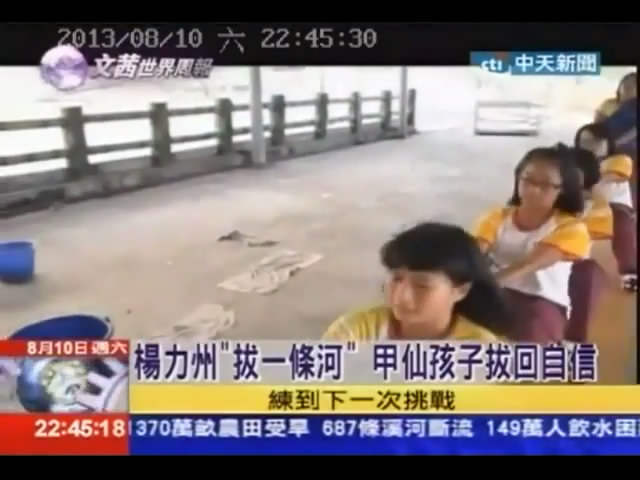 2013/08/10 六 22:45:30
文茜世界周報
cti 中天新聞
8月10日週六
楊力州"拔一條河" 甲仙孩子拔回自信
練到下一次挑戰
22:45:18
1370萬畝農田受旱 687條溪河斷流 149萬人飲水困